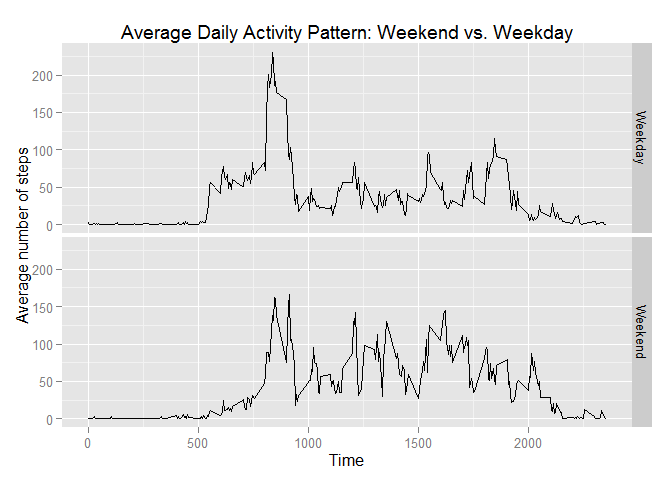 Average Daily Activity Pattern: Weekend vs. Weekday
Average number of steps
200
150
100
50
0
Weekday
200
150
100
50
0
Weekend
0 500 1000 1500 2000
Time